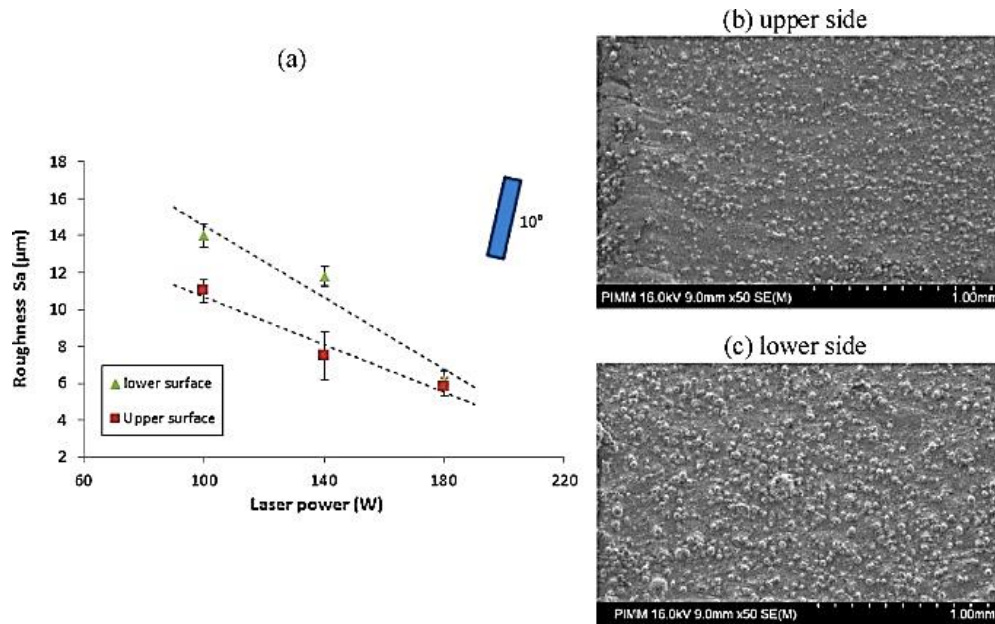 (a)
18
16
14
12
10
8
6
4
2
Roughness Sa (µm)
60
100
140
180
220
Laser power (W)
lower surface
Upper surface
10°
(b) upper side
PIMM 16.0kV 9.0mm x50 SE(M)
1.00mm
(c) lower side
PIMM 16.0kV 9.0mm x50 SE(M)
1.00mm